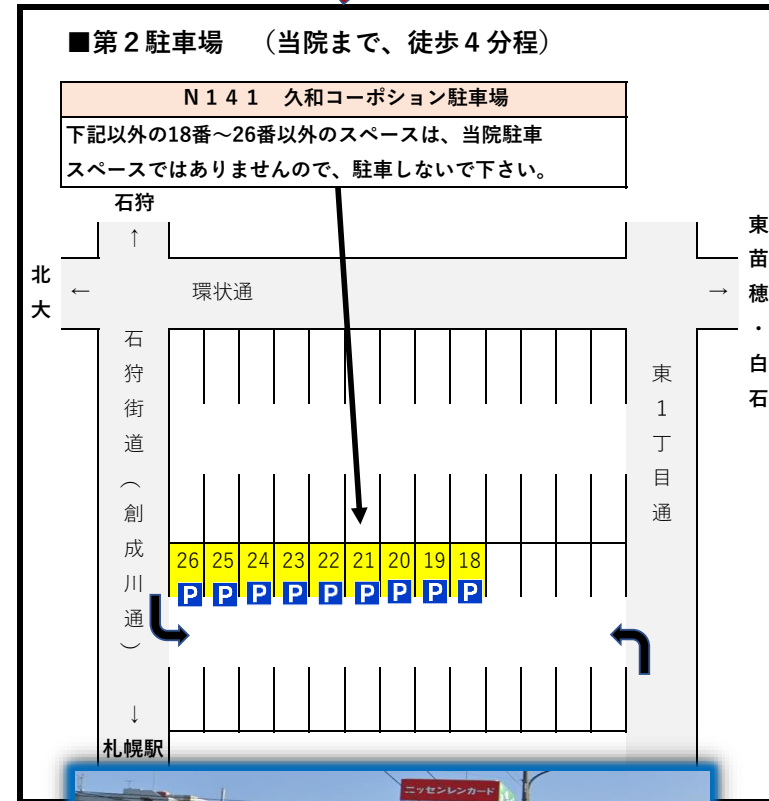 ■第２駐車場　（当院まで、徒歩４分程）
Ｎ１４１　久和コーポション駐車場
下記以外の18番～26番以外のスペースは、当院駐車
スペースではありませんので、駐車しないで下さい。
石狩
↑
北大
←
環状通
→
東苗穂・白石
石狩街道（創成川通）
東１丁目通
26 25 24 23 22 21 20 19 18
P P P P P P P P P
↓
札幌駅
ニッセンレンカード